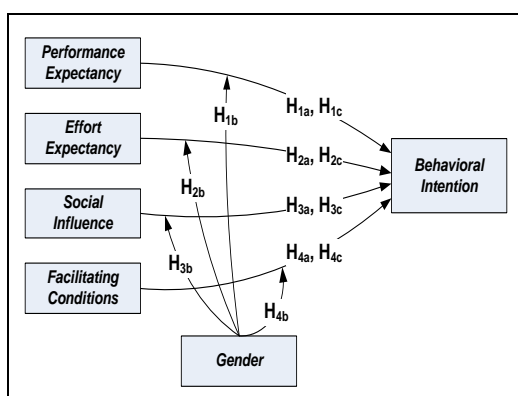 Performance
Expectancy
H1b
H1a, H1c
Effort
Expectancy
H2b
H2a, H2c
Behavioral
Intention
Social
Influence
H3a, H3c
H3b
Facilitating
Conditions
H4a, H4c
H4b
Gender